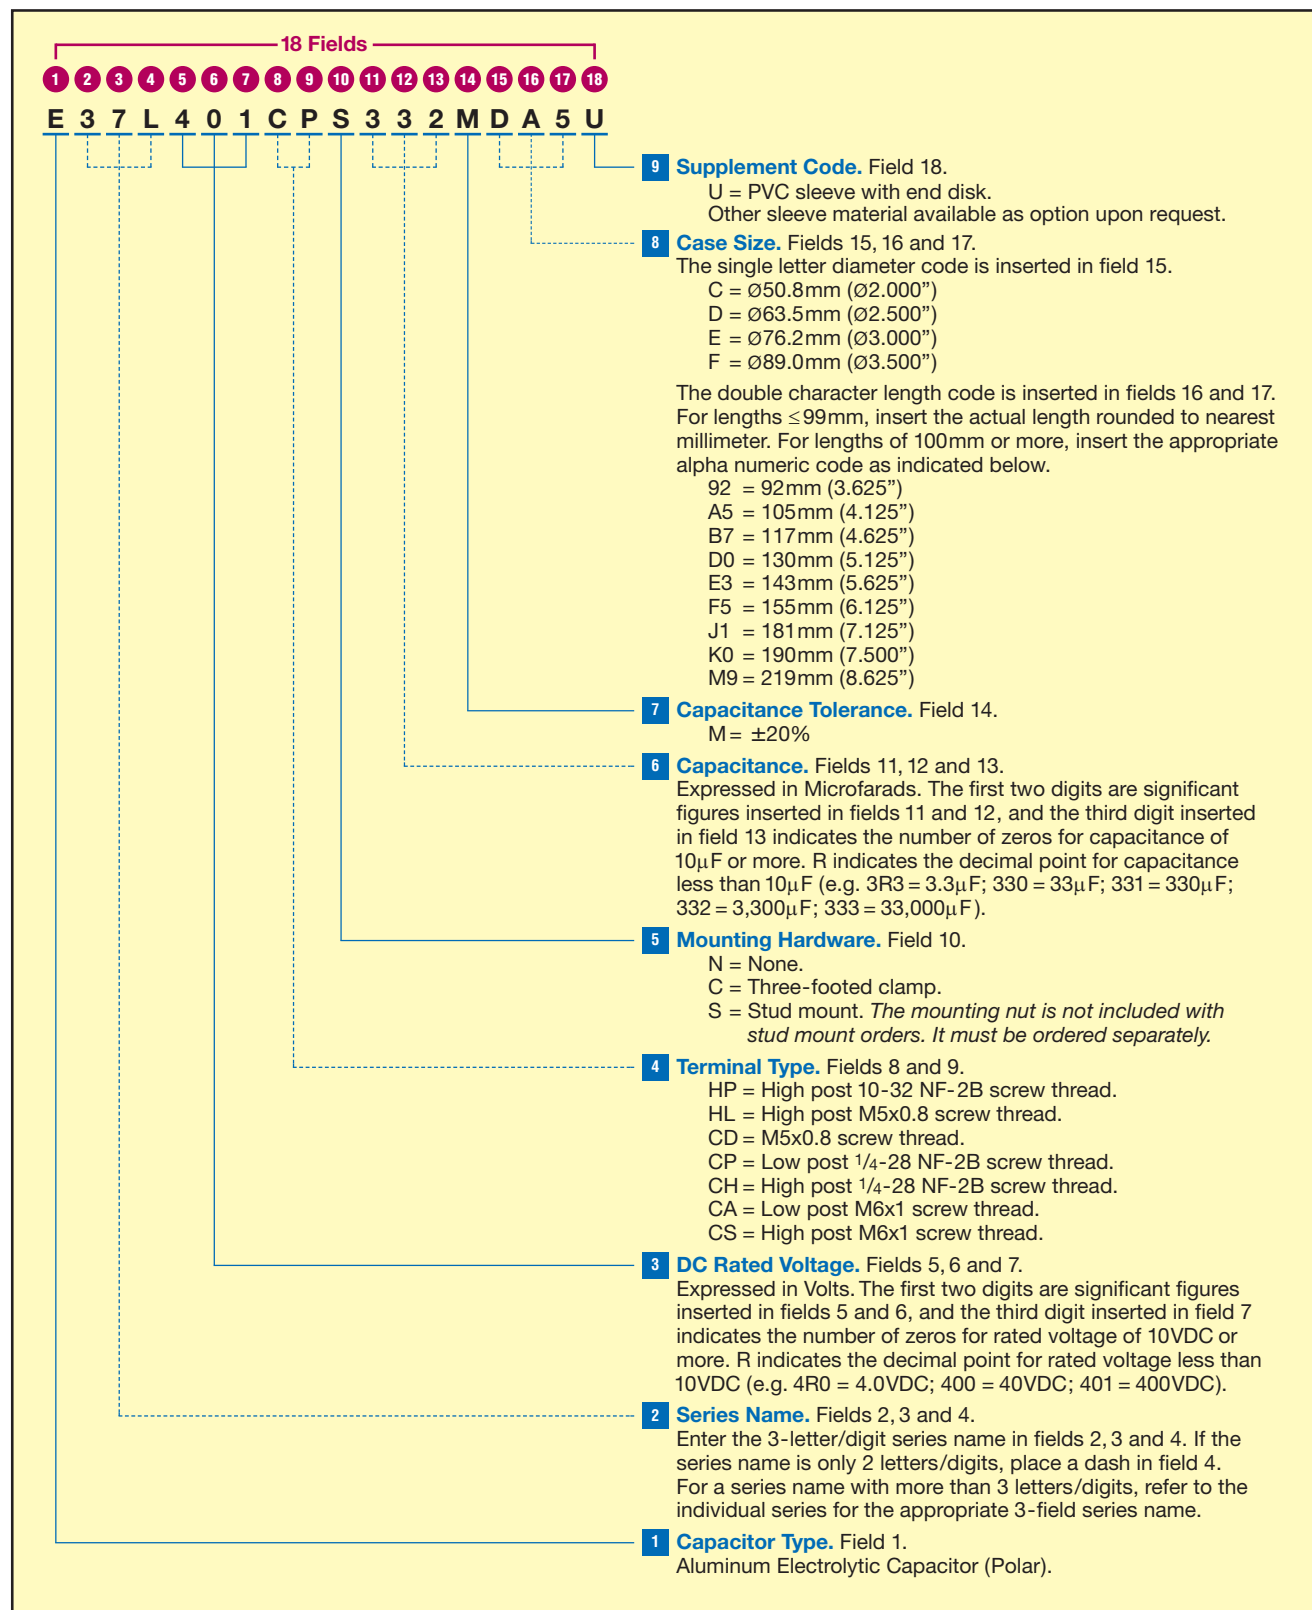 18 Fields
1 2 3 4 5 6 7 8 9 10 11 12 13 14 15 16 17 18
E 3 7 L 4 0 1 C P S 3 3 2 M D A 5 U
9 Supplement Code. Field 18.
U = PVC sleeve with end disk.
Other sleeve material available as option upon request.
8 Case Size. Fields 15, 16 and 17.
The single letter diameter code is inserted in field 15.
C = Ø50.8mm (Ø2.000”)
D = Ø63.5mm (Ø2.500”)
E = Ø76.2mm (Ø3.000”)
F = Ø89.0mm (Ø3.500”)
The double character length code is inserted in fields 16 and 17.
For lengths ≤99mm, insert the actual length rounded to nearest
millimeter. For lengths of 100mm or more, insert the appropriate
alpha numeric code as indicated below.
92 = 92mm (3.625”)
A5 = 105mm (4.125”)
B7 = 117mm (4.625”)
D0 = 130mm (5.125”)
E3 = 143mm (5.625”)
F5 = 155mm (6.125”)
J1 = 181mm (7.125”)
K0 = 190mm (7.500”)
M9 = 219mm (8.625”)
7 Capacitance Tolerance. Field 14.
M = ±20%
6 Capacitance. Fields 11, 12 and 13.
Expressed in Microfarads. The first two digits are significant
figures inserted in fields 11 and 12, and the third digit inserted
in field 13 indicates the number of zeros for capacitance of
10µF or more. R indicates the decimal point for capacitance
less than 10µF (e.g. 3R3 = 3.3µF; 330 = 33µF; 331 = 330µF;
332 = 3,300µF; 333 = 33,000µF).
5 Mounting Hardware. Field 10.
N = None.
C = Three-footed clamp.
S = Stud mount. The mounting nut is not included with
stud mount orders. It must be ordered separately.
4 Terminal Type. Fields 8 and 9.
HP = High post 10-32 NF-2B screw thread.
HL = High post M5x0.8 screw thread.
CD = M5x0.8 screw thread.
CP = Low post 1/4-28 NF-2B screw thread.
CH = High post 1/4-28 NF-2B screw thread.
CA = Low post M6x1 screw thread.
CS = High post M6x1 screw thread.
3 DC Rated Voltage. Fields 5, 6 and 7.
Expressed in Volts. The first two digits are significant figures
inserted in fields 5 and 6, and the third digit inserted in field 7
indicates the number of zeros for rated voltage of 10VDC or
more. R indicates the decimal point for rated voltage less than
10VDC (e.g. 4R0 = 4.0VDC; 400 = 40VDC; 401 = 400VDC).
2 Series Name. Fields 2, 3 and 4.
Enter the 3-letter/digit series name in fields 2, 3 and 4. If the
series name is only 2 letters/digits, place a dash in field 4.
For a series name with more than 3 letters/digits, refer to the
individual series for the appropriate 3-field series name.
1 Capacitor Type. Field 1.
Aluminum Electrolytic Capacitor (Polar).